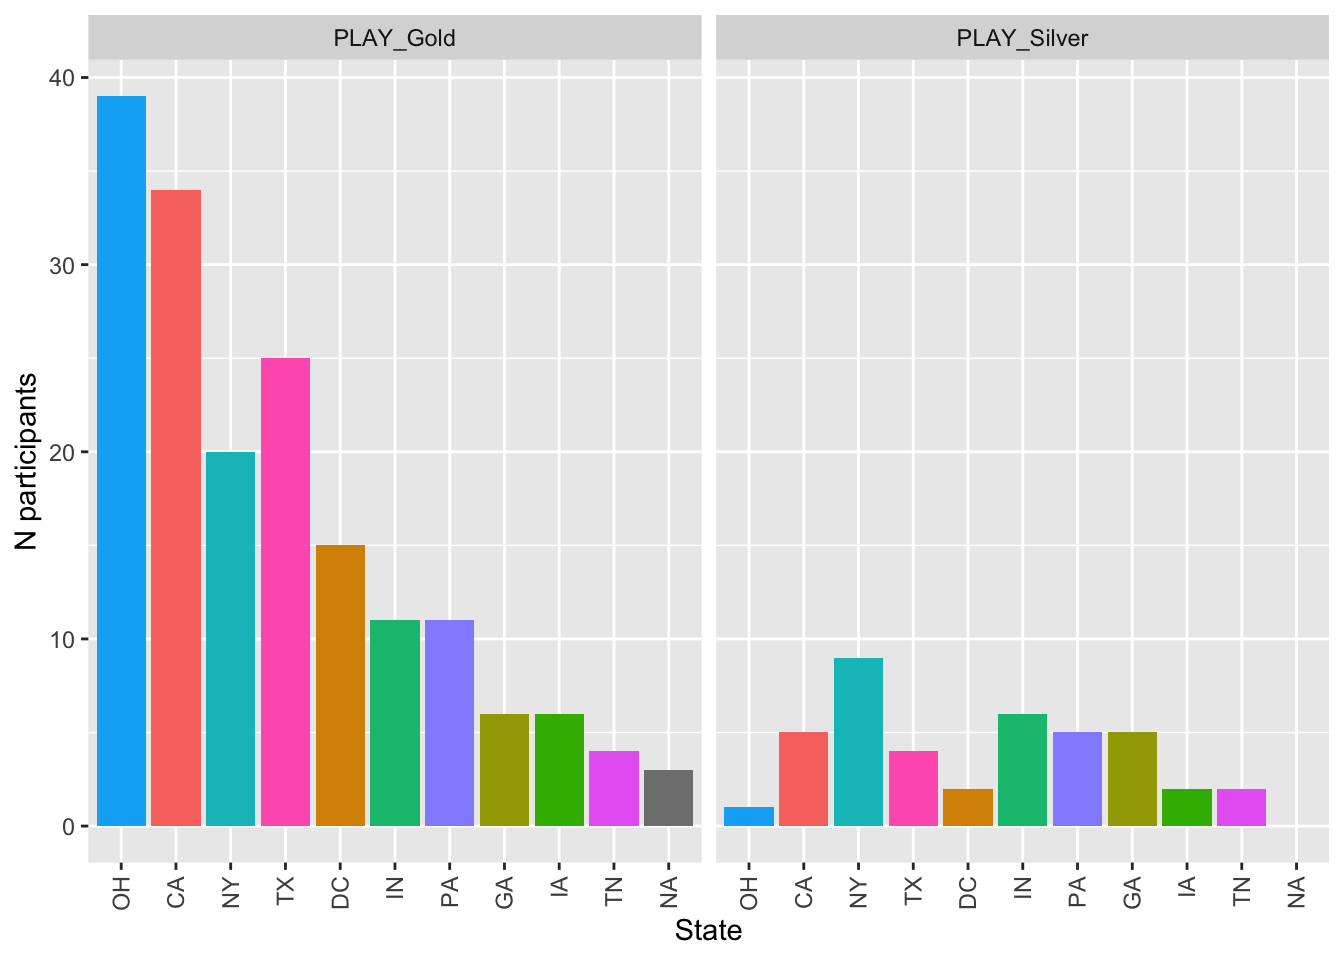 PLAY_Gold PLAY_Silver
N participants
40
30
20
10
0
OH CA NY TX DC IN PA GA IA TN NA OH CA NY TX DC IN PA GA IA TN NA
State